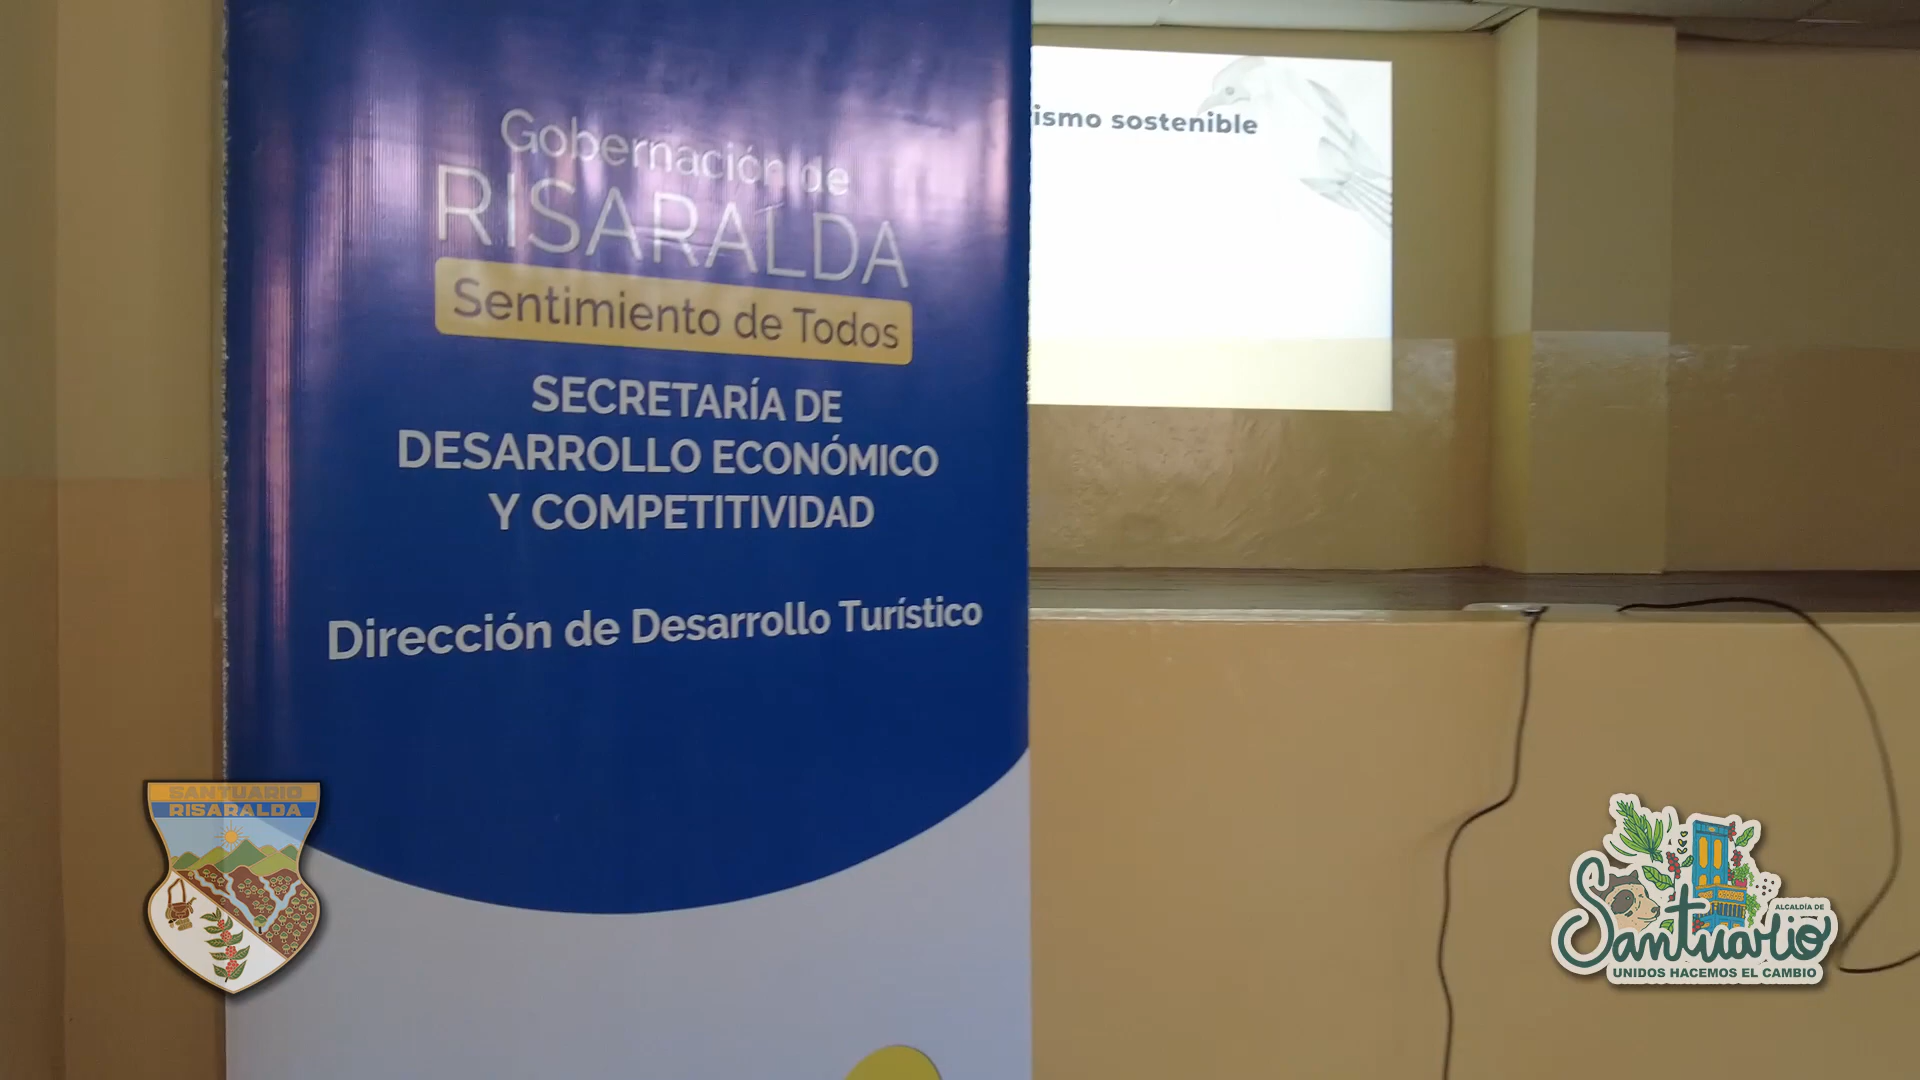 Gobernación de
RISARALDA
Sentimiento de Todos
SECRETARÍA DE
DESARROLLO ECONÓMICO
Y COMPETITIVIDAD
Dirección de Desarrollo Turístico
ismo sostenible
SANTUARIO
RISARALDA
ALCALDÍA DE
Santuario
UNIDOS HACEMOS EL CAMBIO